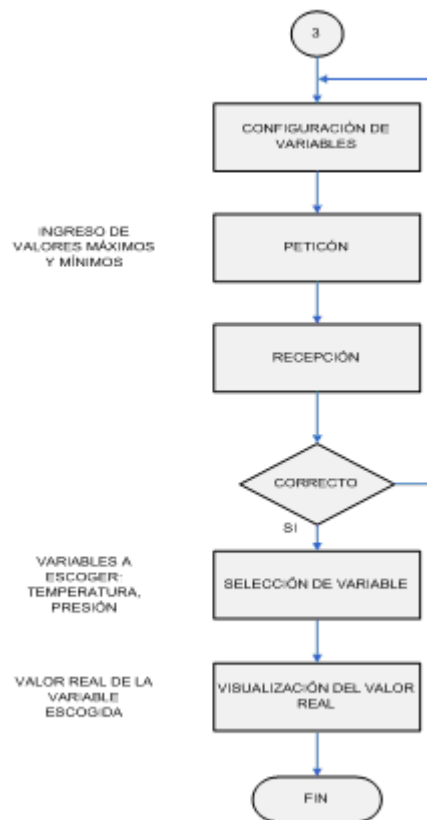 3
CONFIGURACIÓN DE
VARIABLES
INGRESO DE
VALORES MÁXIMOS
Y MÍNIMOS
PETICÓN
RECEPCIÓN
CORRECTO
SI
VARIABLES A
ESCOGER:
TEMPERATURA,
PRESIÓN
SELECCIÓN DE VARIABLE
VALOR REAL DE LA
VARIABLE
ESCOGIDA
VISUALIZACIÓN DEL VALOR
REAL
FIN